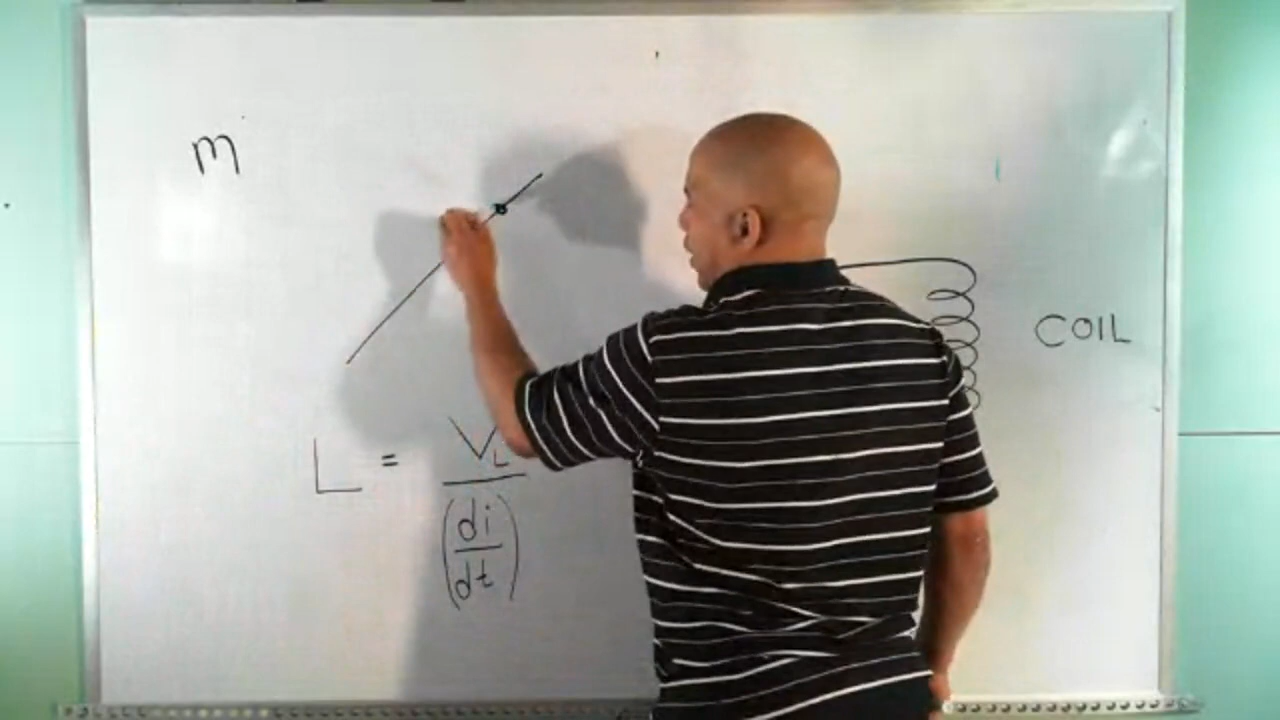 m
COIL
L = V_L
(di
dt)